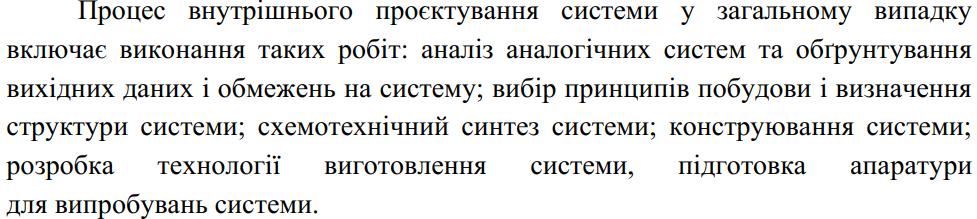 Процес внутрішнього проєктування системи у загальному випадку
включає виконання таких робіт: аналіз аналогічних систем та обґрунтування
вихідних даних і обмежень на систему; вибір принципів побудови і визначення
структури системи; схемотехнічний синтез системи; конструювання системи;
розробка технології виготовлення системи, підготовка апаратури
для випробувань системи.